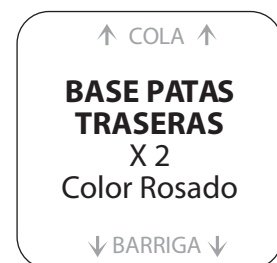 ↑ COLA ↑
BASE PATAS
TRASERAS
X 2
Color Rosado
↓ BARRIGA ↓